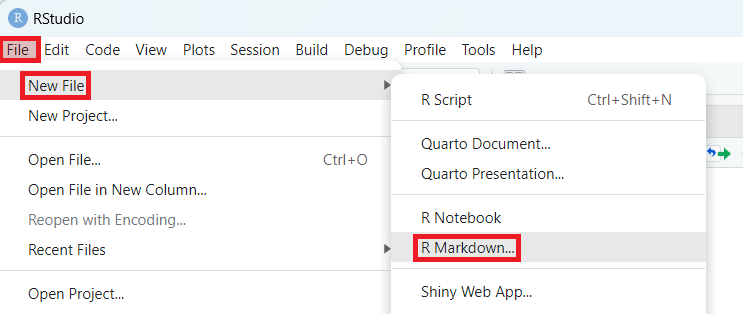 R RStudio
File Edit Code View Plots Session Build Debug Profile Tools Help
New File
New Project...
Open File... Ctrl+O
Open File in New Column...
Reopen with Encoding...
Recent Files
Open Project...
R Script Ctrl+Shift+N
Quarto Document...
Quarto Presentation...
R Notebook
R Markdown...
Shiny Web App...